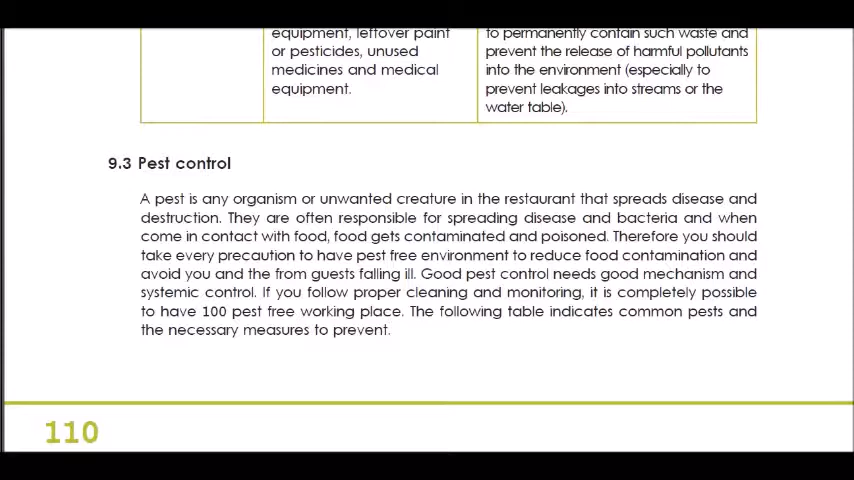 equipment, leftover paint
or pesticides, unused
medicines and medical
equipment.
to permanently contain such waste and
prevent the release of harmful pollutants
into the environment (especially to
prevent leakages into streams or the
water table).
9.3 Pest control
A pest is any organism or unwanted creature in the restaurant that spreads disease and
destruction. They are often responsible for spreading disease and bacteria and when
come in contact with food, food gets contaminated and poisoned. Therefore you should
take every precaution to have pest free environment to reduce food contamination and
avoid you and the from guests falling ill. Good pest control needs good mechanism and
systemic control. If you follow proper cleaning and monitoring, it is completely possible
to have 100 pest free working place. The following table indicates common pests and
the necessary measures to prevent.
110